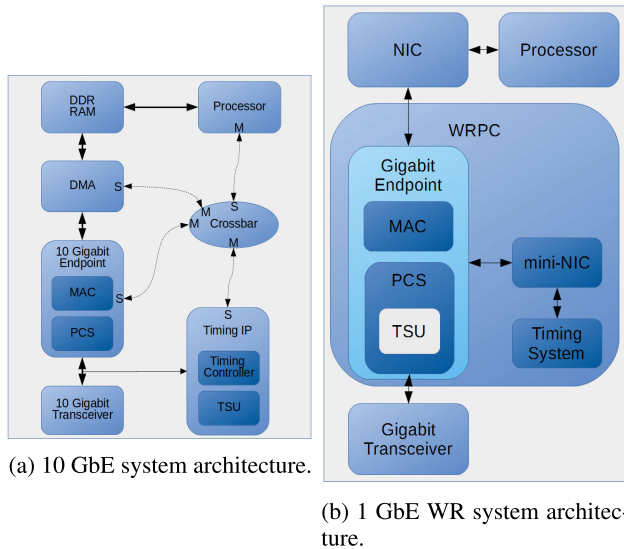 DDR
RAM
Processor
M
DMA
S
M
S
M
Crossbar
M
10 Gigabit
Endpoint
MAC
S
PCS
S
Timing IP
Timing
Controller
TSU
10 Gigabit
Transceiver
(a) 10 GbE system architecture.
NIC
Processor
WRPC
Gigabit
Endpoint
MAC
PCS
TSU
mini-NIC
Timing
System
Gigabit
Transceiver
(b) 1 GbE WR system architec-
ture.